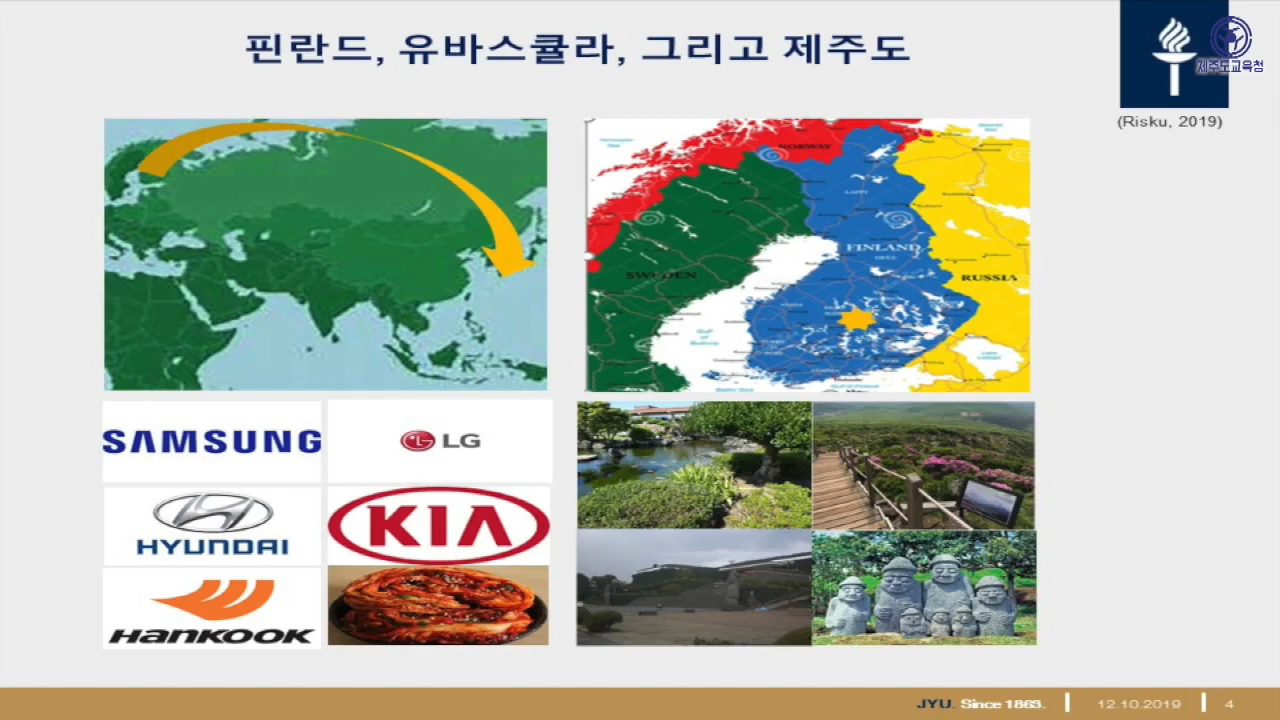 핀란드, 유바스큘라, 그리고 제주도
제주도교육청
(Risku, 2019)
NORWAY
FINLAND
SWEDEN
RUSSIA
SAMSUNG
LG
HYUNDAI
KIA
HANKOOK
JYU. Since 1863.
12.10.2019
4